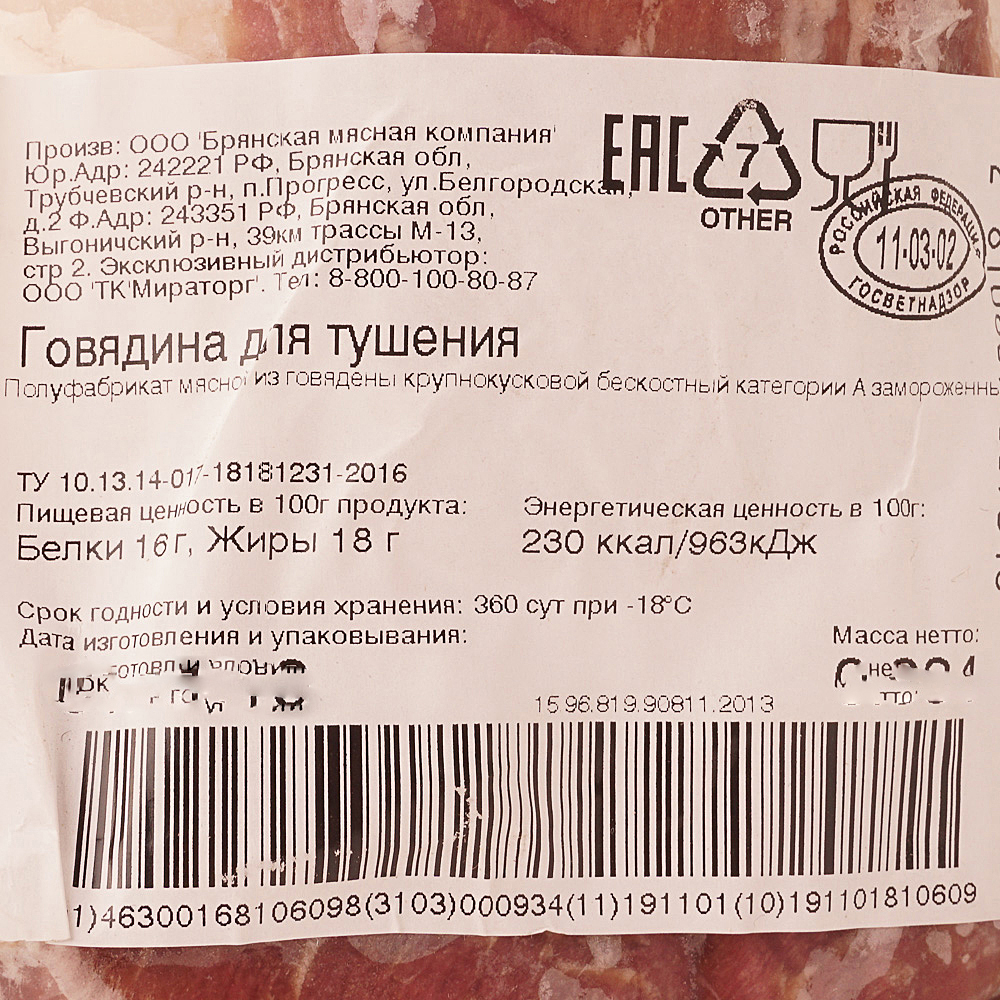 Произв: ООО 'Брянская мясная компания'
Юр.Адр: 242221 РФ, Брянская обл,
Трубчевский р-н, п.Прогресс, ул.Белгородская,
д.2 Ф.Адр: 243351 РФ, Брянская обл,
Выгоничский р-н, 39км трассы М-13,
стр 2. Эксклюзивный дистрибьютор:
ООО 'ТК'Мираторг'. Тел: 8-800-100-80-87
ЕАС
7
OTHER
РОССИЙСКАЯ ФЕДЕРАЦИЯ
11-03-02
ГОСВЕТНАДЗОР
Говядина для тушения
Полуфабрикат мясной из говядены крупнокусковой бескостный категории А
ТУ 10.13.14-017-18181231-2016
Пищевая ценность в 100г продукта:
Белки 16г, Жиры 18 г
Энергетическая ценность в 100г:
230 ккал/963кДж
Срок годности и условия хранения: 360 сут при -18°С
Дата изготовления и упаковывания:
Масса нетто:
15.96.819.90811.2013
1)46300168106098(3103)000934(11)191101(10)191101810609